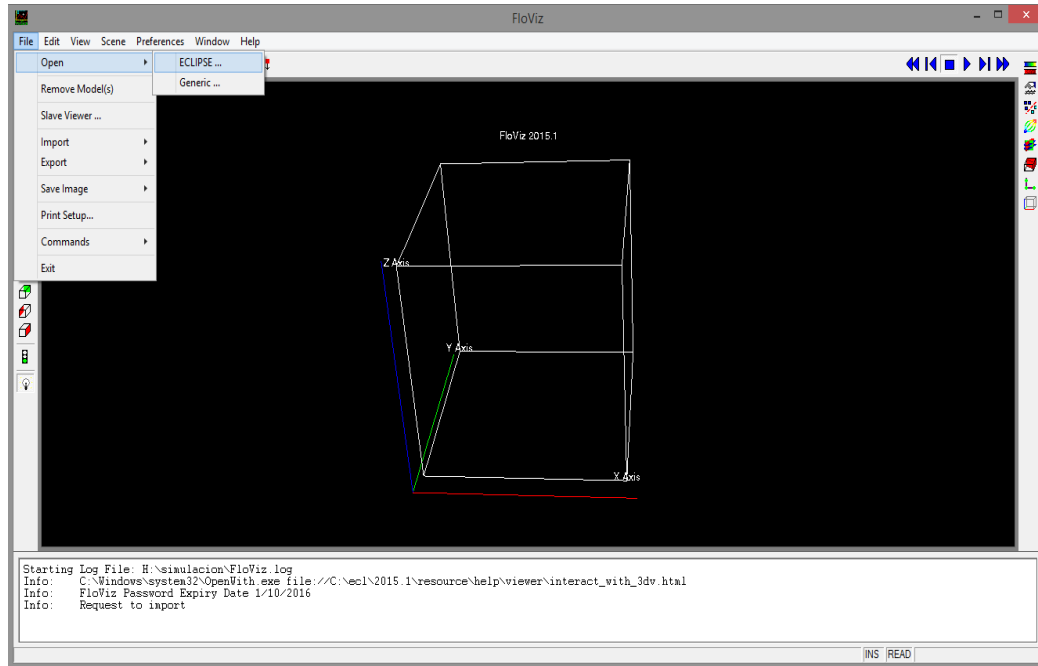 FloViz
File Edit View Scene Preferences Window Help
Open
ECLIPSE ...
Generic ...
Remove Model(s)
Slave Viewer ...
Import
Export
Save Image
Print Setup...
Commands
Exit
FloViz 2015.1
Z Axis
Y Axis
X Axis
Starting Log File: H:\simulacion\FloViz.log
Info: C:\Windows\system32\OpenWith.exe file://C:\ecl\2015.1\resource\help\viewer\interact_with_3dv.html
Info: FloViz Password Expiry Date 1/10/2016
Info: Request to import
INS READ